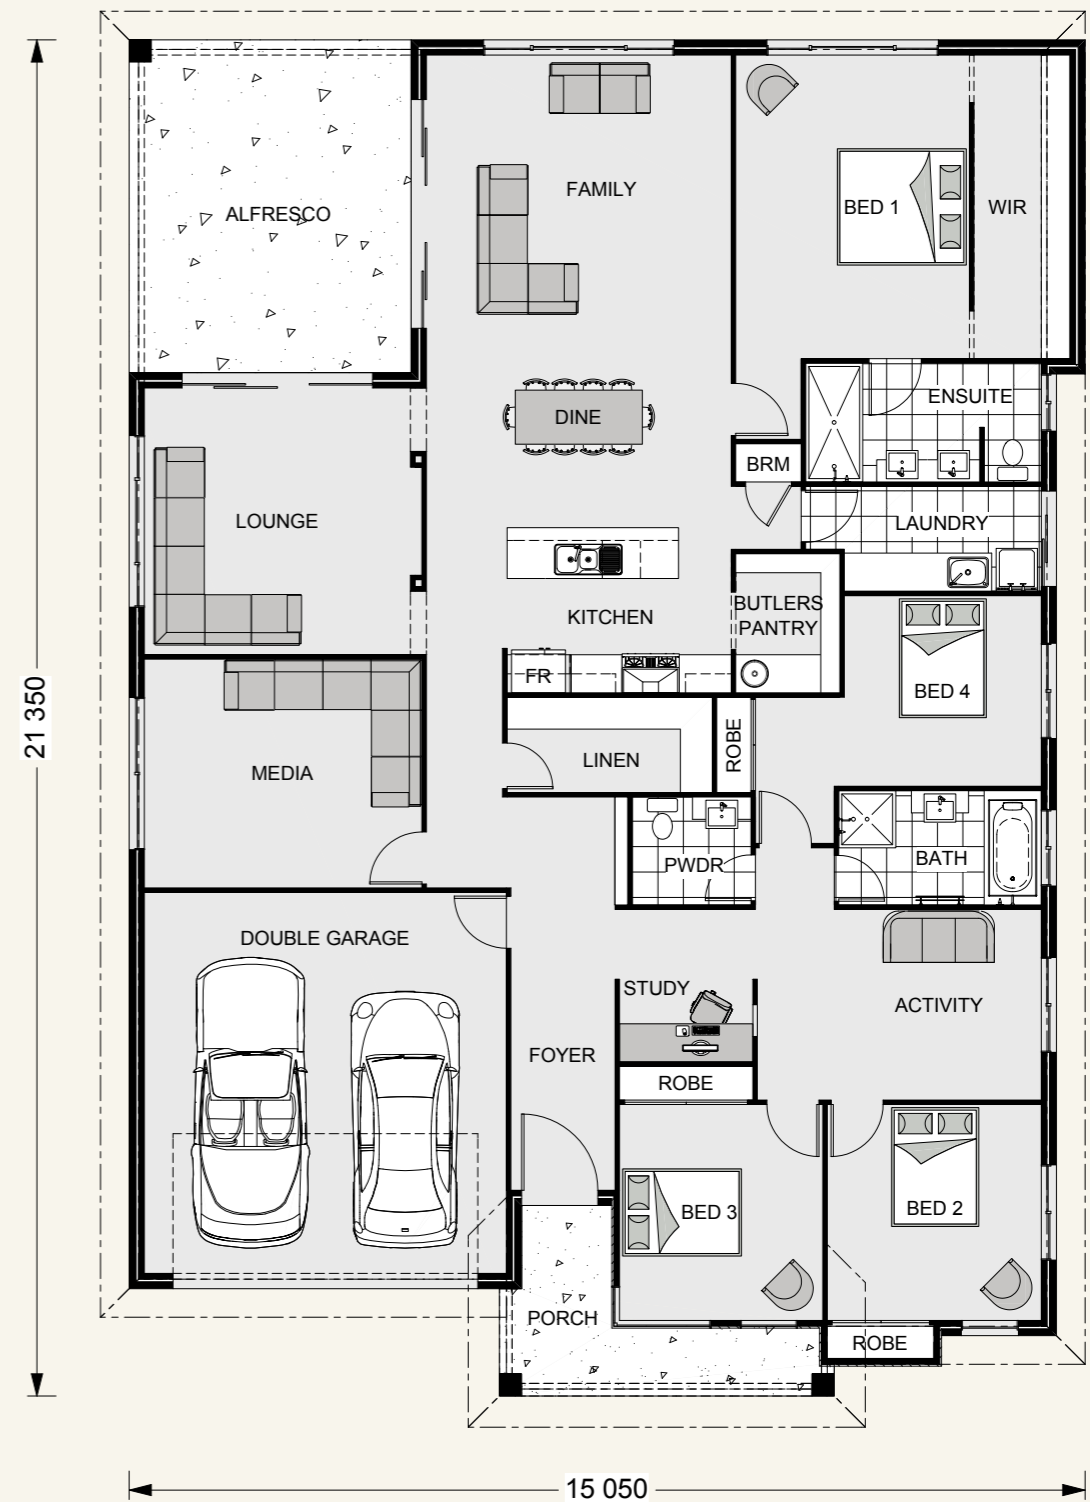 FAMILY
BED 1
WIR
ALFRESCO
ENSUITE
DINE
BRM
LOUNGE
LAUNDRY
KITCHEN
BUTLERS
PANTRY
FR
BED 4
21 350
ROBE
LINEN
MEDIA
PWDR
BATH
DOUBLE GARAGE
STUDY
ACTIVITY
FOYER
ROBE
BED 3
BED 2
PORCH
ROBE
15 050